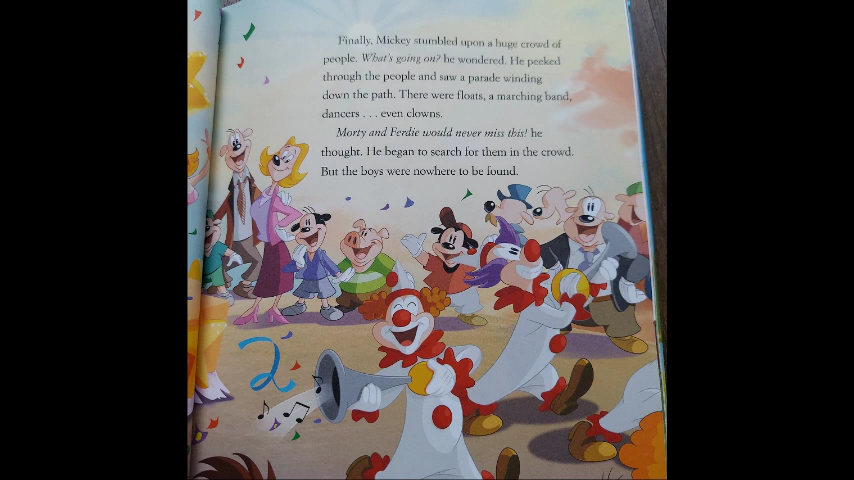 Finally, Mickey stumbled upon a huge crowd of
people. What's going on? he wondered. He peeked
through the people and saw a parade winding
down the path. There were floats, a marching band,
dancers . . . even clowns.
Morty and Ferdie would never miss this! he
thought. He began to search for them in the crowd.
But the boys were nowhere to be found.
2